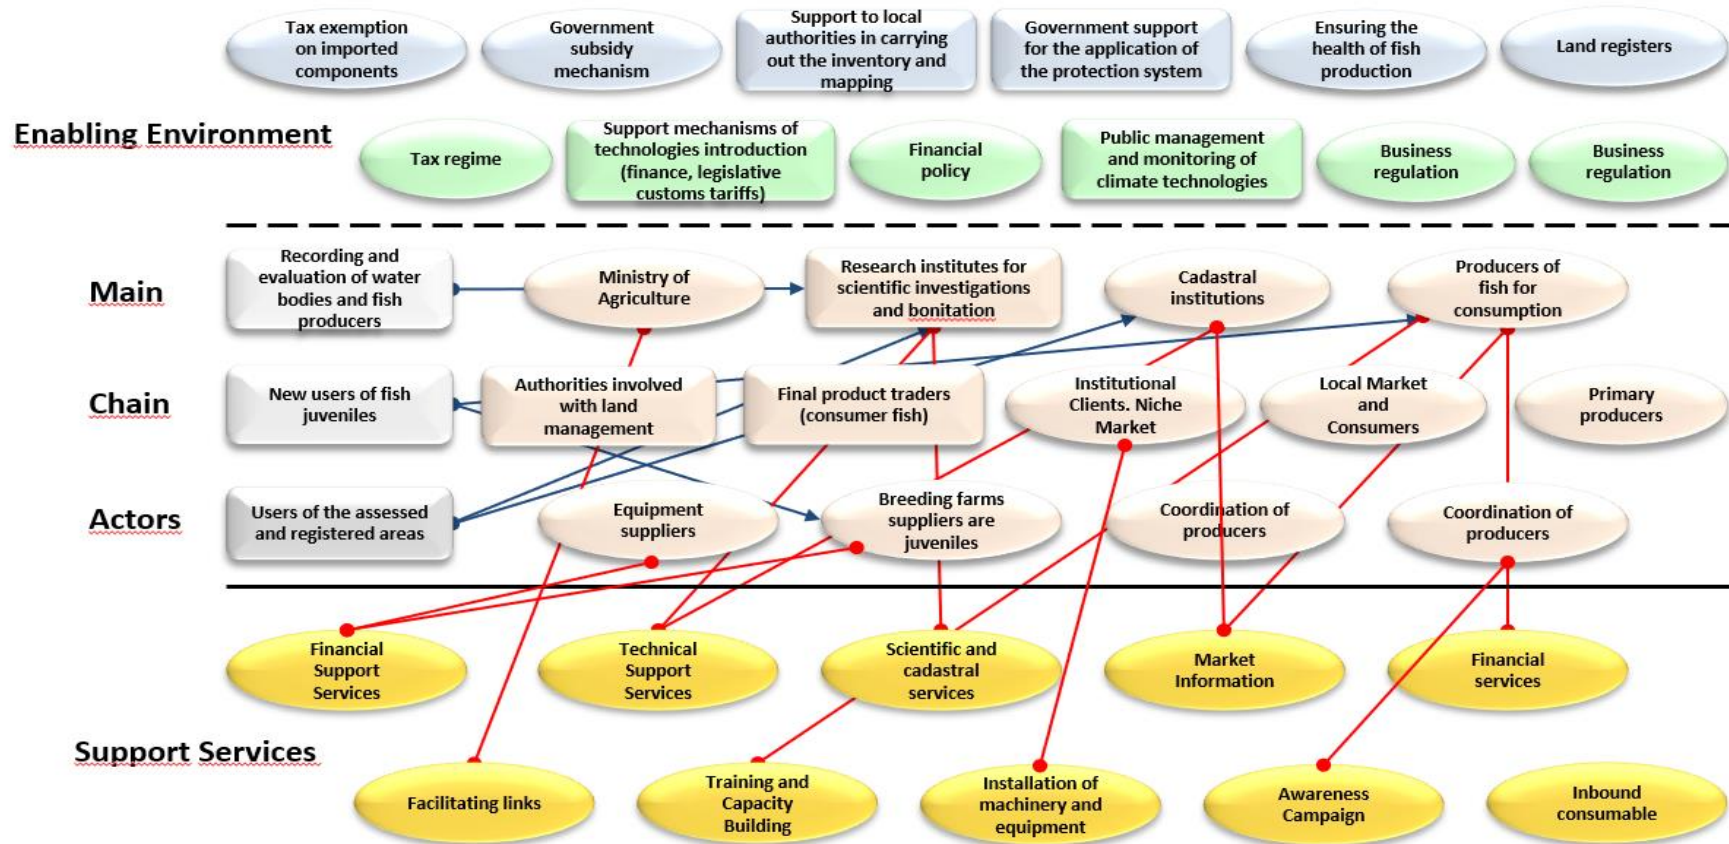 Tax exemption
on imported
components
Government
subsidy
mechanism
Support to local
authorities in carrying
out the inventory and
mapping
Government support
for the application of
the protection system
Ensuring the
health of fish
production
Land registers
Enabling Environment
Tax regime
Support mechanisms of
technologies introduction
(finance, legislative
customs tariffs)
Financial
policy
Public management
and monitoring of
climate technologies
Business
regulation
Business
regulation
Main
Recording and
evaluation of water
bodies and fish
producers
Ministry of
Agriculture
Research institutes for
scientific investigations
and bonitation
Cadastral
institutions
Producers of
fish for
consumption
Chain
New users of fish
juveniles
Authorities involved
with land
management
Final product traders
(consumer fish)
Institutional
Clients. Niche
Market
Local Market
and
Consumers
Primary
producers
Actors
Users of the assessed
and registered areas
Equipment
suppliers
Breeding farms
suppliers are
juveniles
Coordination of
producers
Coordination of
producers
Financial
Support
Services
Technical
Support
Services
Scientific and
cadastral
services
Market
Information
Financial
services
Support Services
Facilitating links
Training and
Capacity
Building
Installation of
machinery and
equipment
Awareness
Campaign
Inbound
consumable